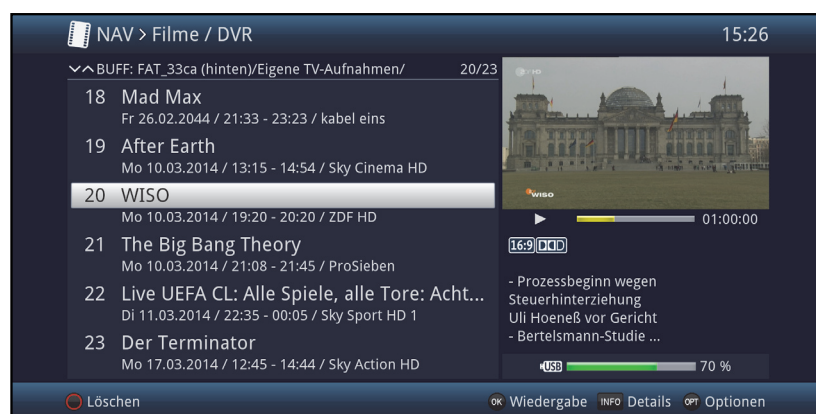 NAV > Filme / DVR
15:26
BUFF: FAT_33ca (hinten)/Eigene TV-Aufnahmen/ 20/23
18 Mad Max
Fr 26.02.2044 / 21:33 - 23:23 / kabel eins
19 After Earth
Mo 10.03.2014 / 13:15 - 14:54 / Sky Cinema HD
20 WISO
Mo 10.03.2014 / 19:20 - 20:20 / ZDF HD
21 The Big Bang Theory
Mo 10.03.2014 / 21:08 - 21:45 / ProSieben
22 Live UEFA CL: Alle Spiele, alle Tore: Acht...
Di 11.03.2014 / 22:35 - 00:05 / Sky Sport HD 1
23 Der Terminator
Mo 17.03.2014 / 12:45 - 14:44 / Sky Action HD
WISO
01:00:00
16:9
- Prozessbeginn wegen
Steuerhinterziehung
Uli Hoeneß vor Gericht
- Bertelsmann-Studie ...
USB 70 %
Löschen
OK Wiedergabe INFO Details OPT Optionen